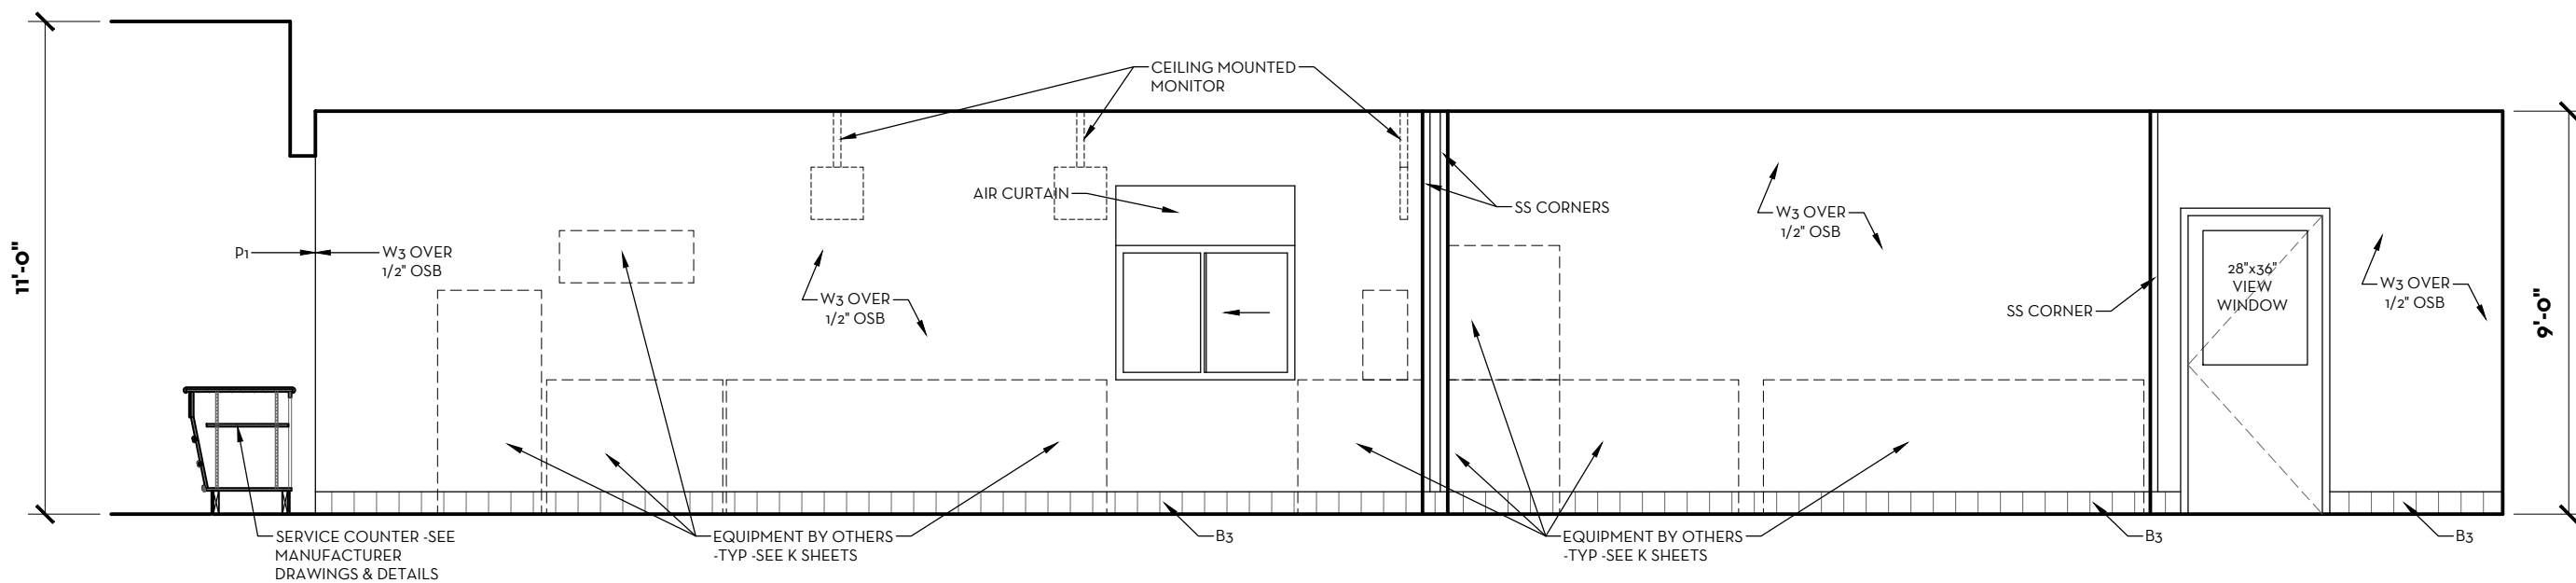 CEILING MOUNTED
MONITOR
AIR CURTAIN
SS CORNERS
W3 OVER
1/2" OSB
11'-0"
P1
W3 OVER
1/2" OSB
W3 OVER
1/2" OSB
28"x36"
VIEW
WINDOW
SS CORNER
W3 OVER
1/2" OSB
9'-0"
SERVICE COUNTER -SEE
MANUFACTURER
DRAWINGS & DETAILS
EQUIPMENT BY OTHERS
-TYP -SEE K SHEETS
B3
EQUIPMENT BY OTHERS
-TYP -SEE K SHEETS
B3
B3